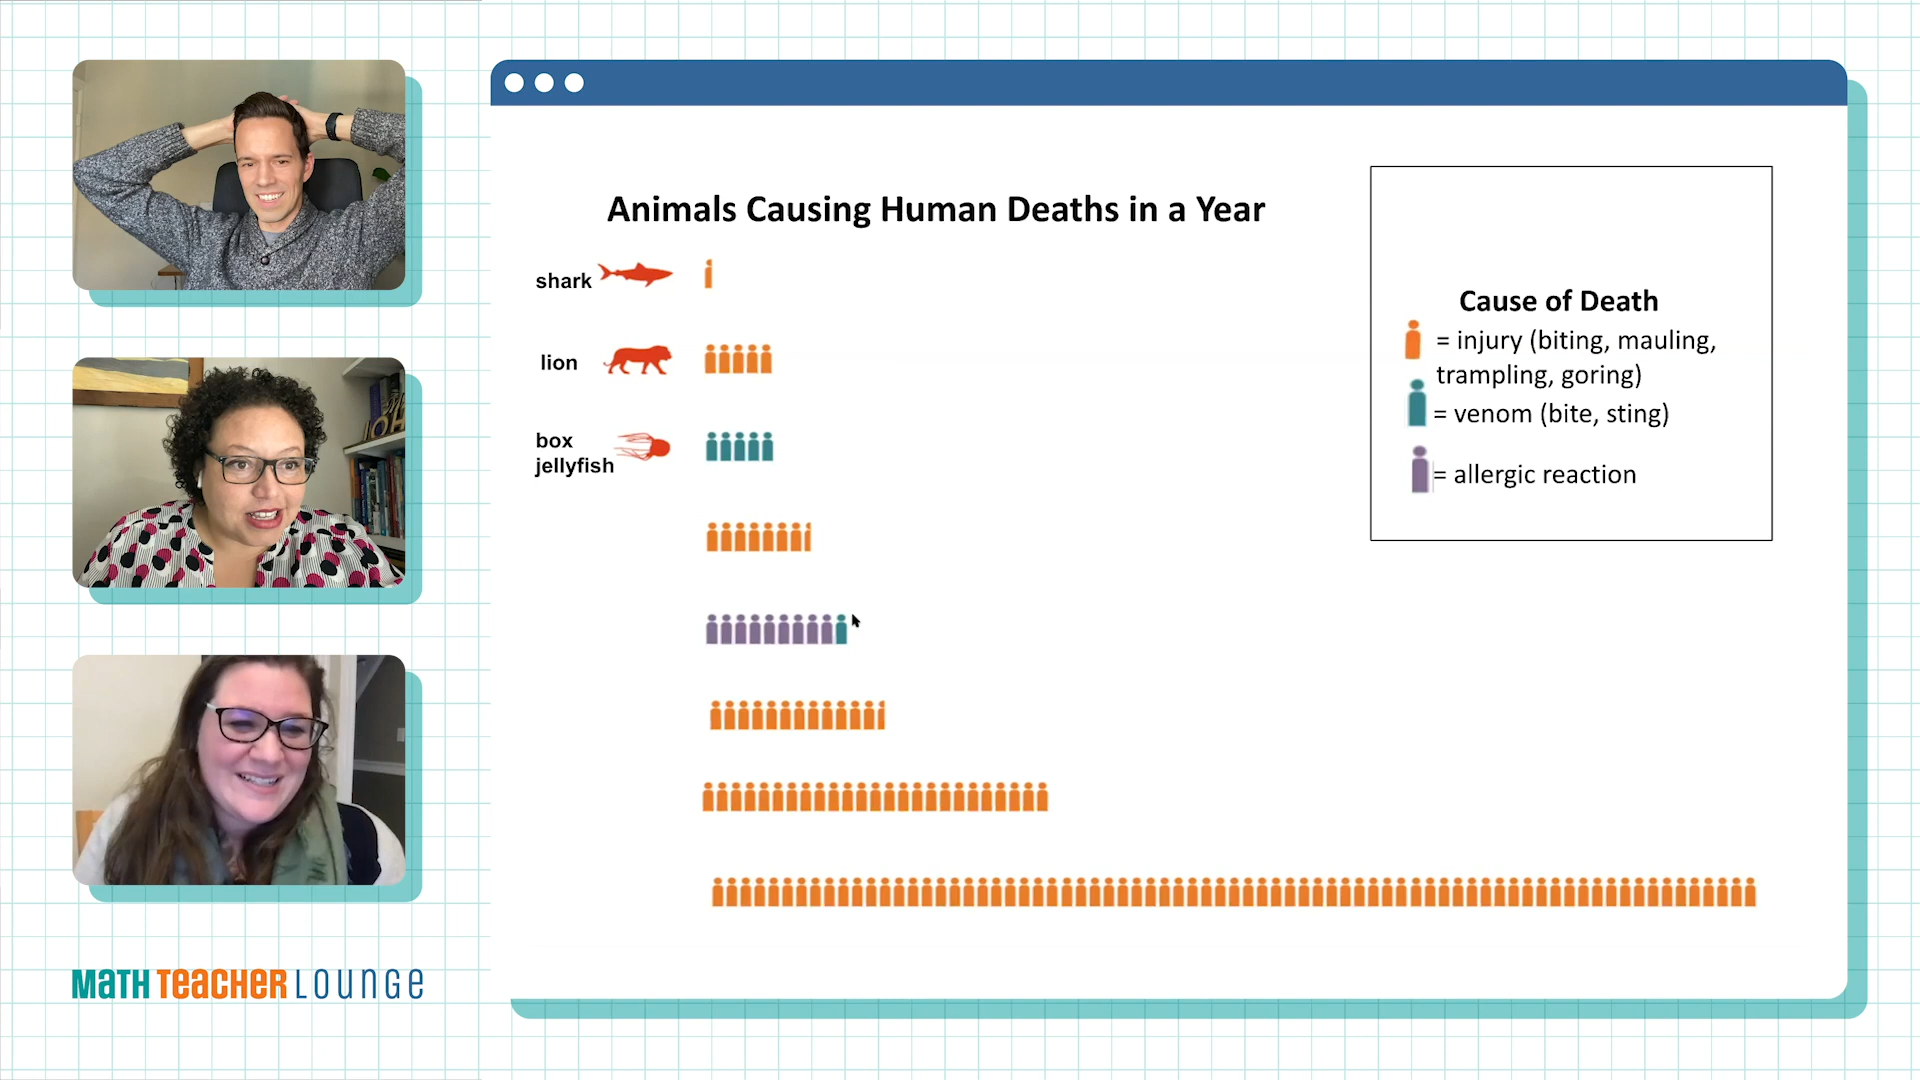 Animals Causing Human Deaths in a Year
shark
lion
box
jellyfish
Cause of Death
= injury (biting, mauling,
trampling, goring)
= venom (bite, sting)
= allergic reaction
MATH TEACHER LOUNGE